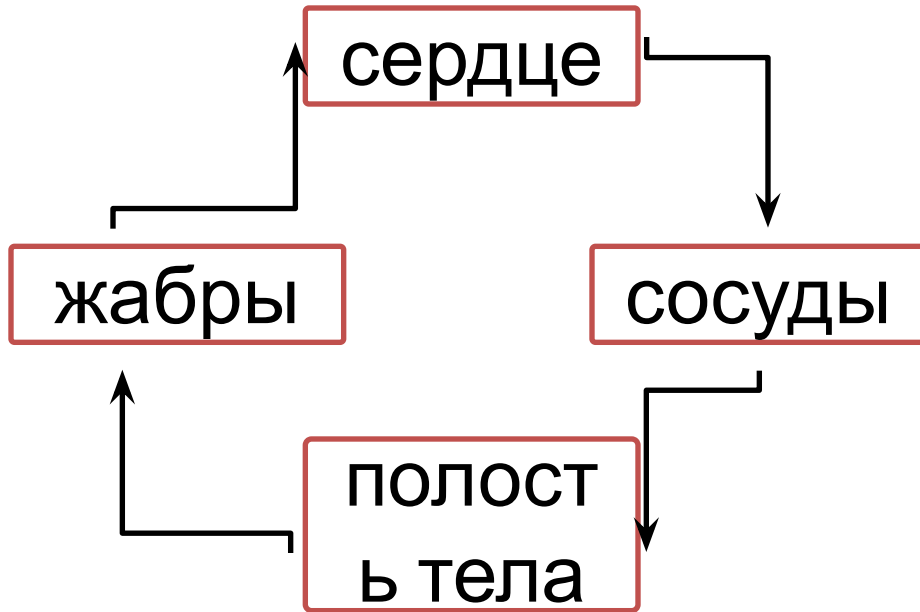 сердце
жабры
сосуды
полост
ь тела